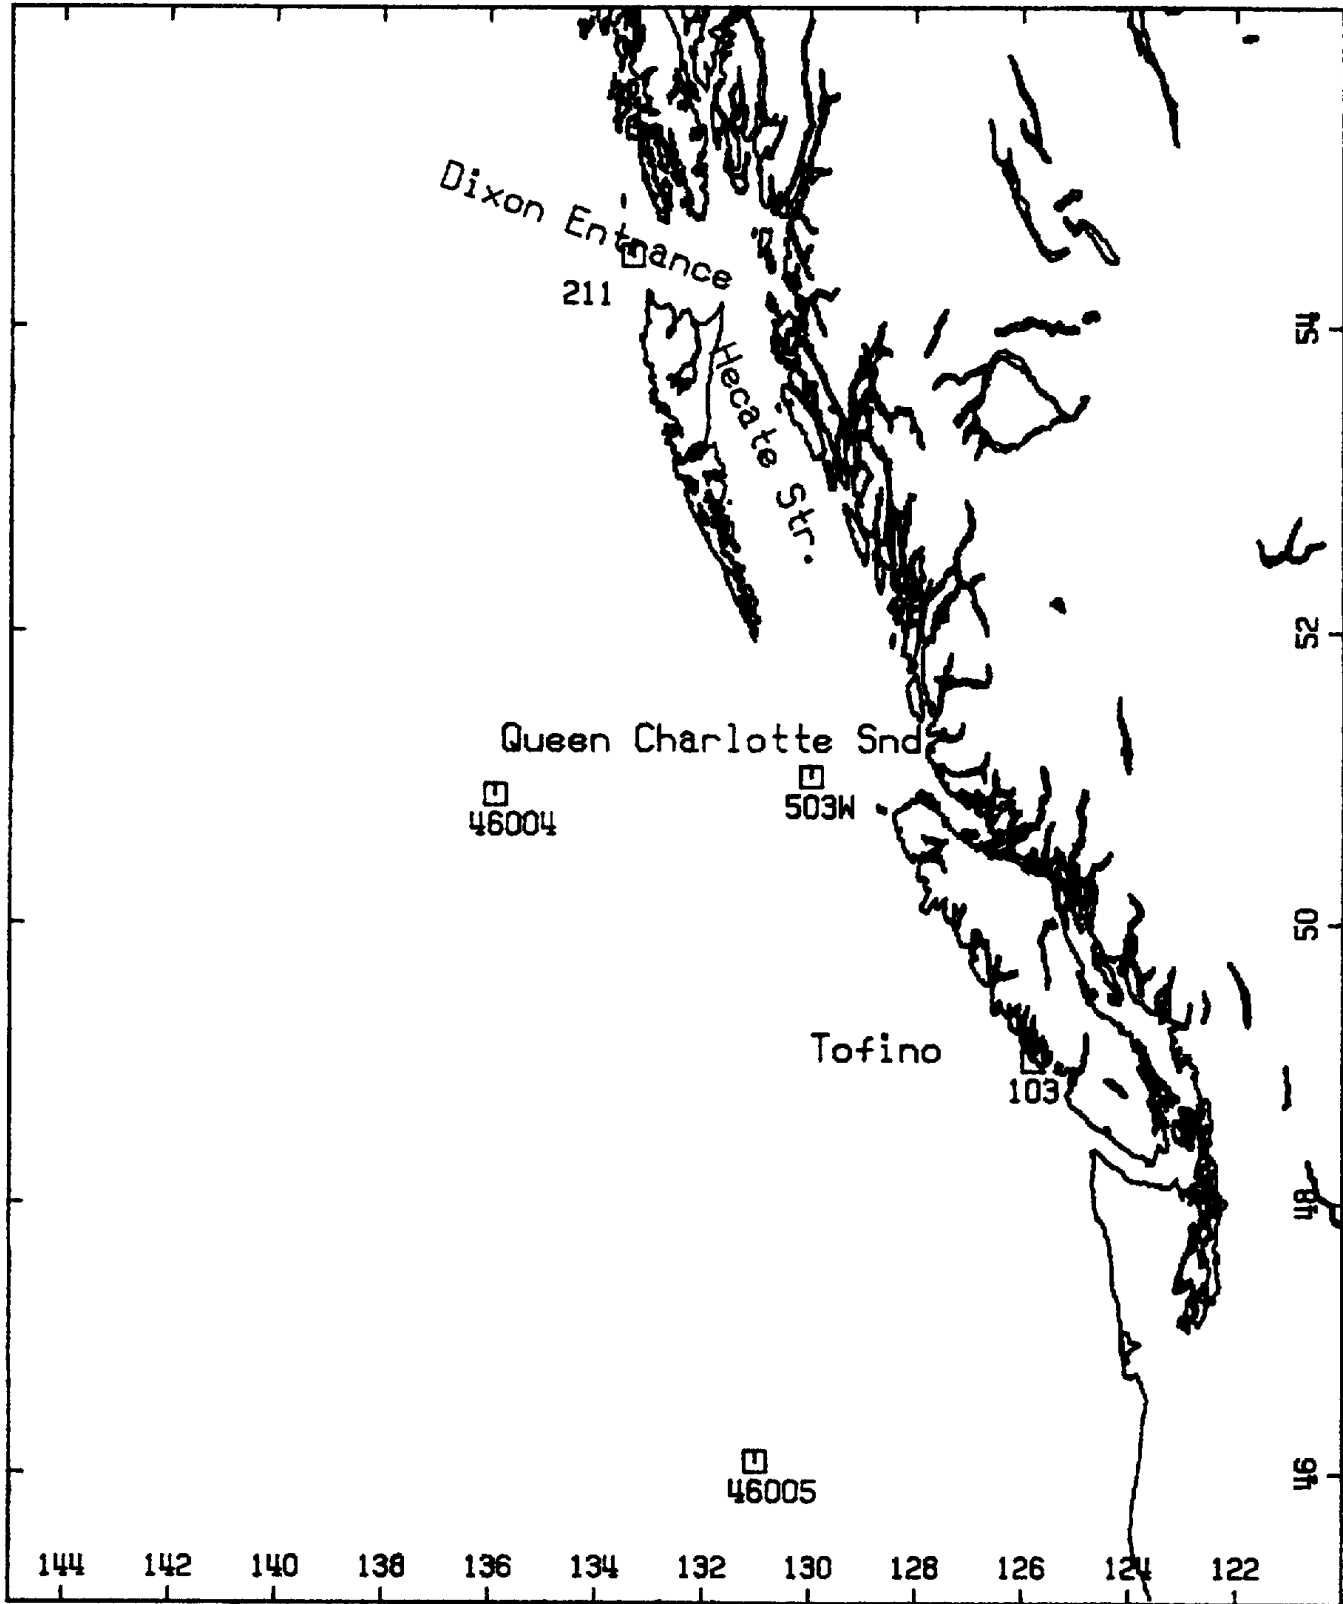 Dixon Entrance
211
54
Hecate Str.
52
Queen Charlotte Snd
46004
503W
50
Tofino
103
48
46
46005
144 142 140 138 136 134 132 130 128 126 124 122